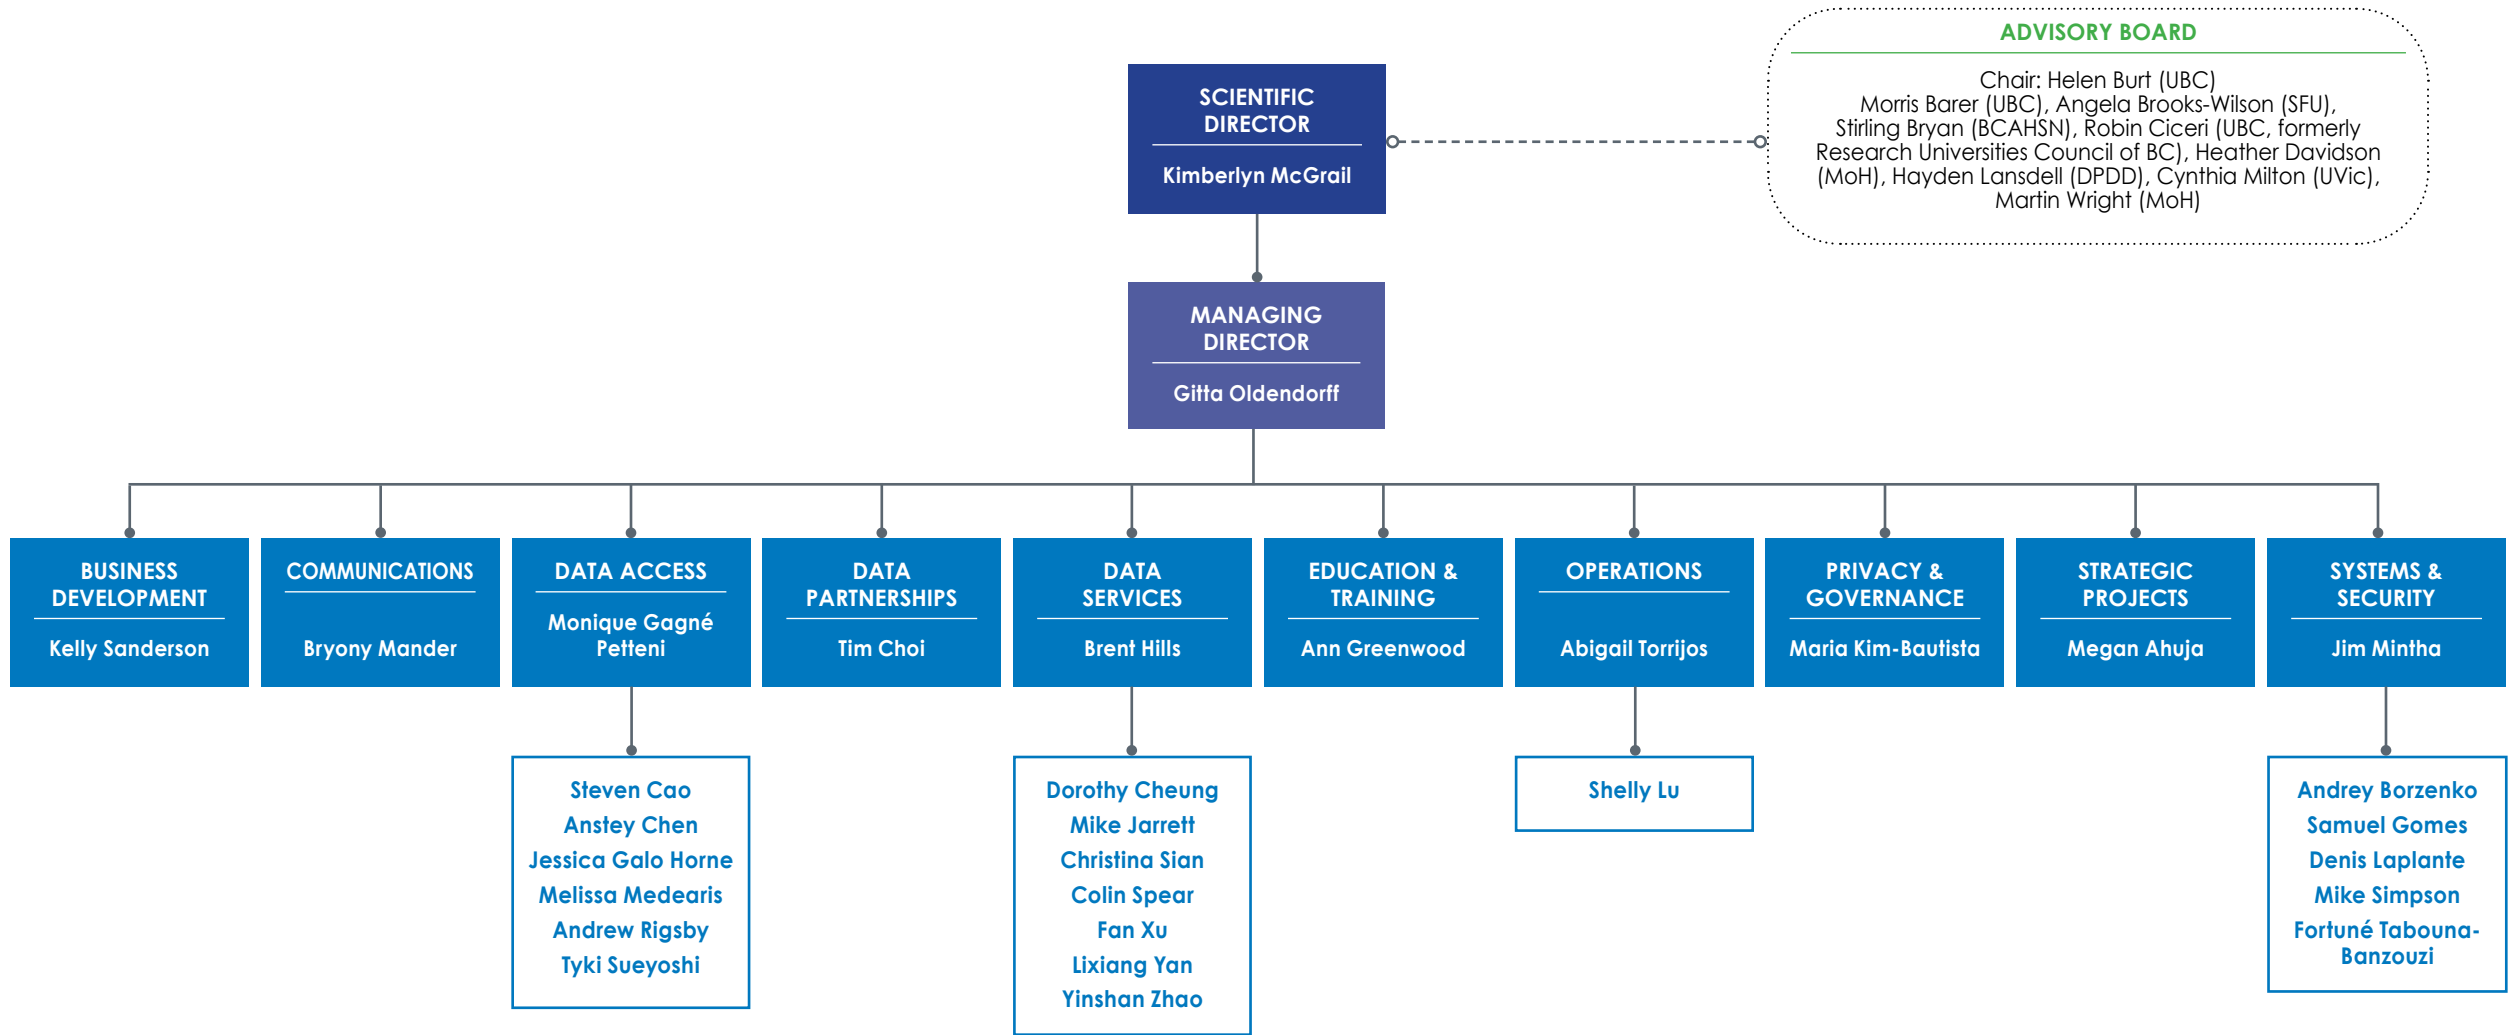 ADVISORY BOARD
Chair: Helen Burt (UBC)
Morris Barer (UBC), Angela Brooks-Wilson (SFU),
Stirling Bryan (BCAHSN), Robin Ciceri (UBC, formerly
Research Universities Council of BC), Heather Davidson
(MoH), Hayden Lansdell (DPDD), Cynthia Milton (UVic),
Martin Wright (MoH)
SCIENTIFIC
DIRECTOR
Kimberlyn McGrail
MANAGING
DIRECTOR
Gitta Oldendorff
BUSINESS
DEVELOPMENT
Kelly Sanderson
COMMUNICATIONS
Bryony Mander
DATA ACCESS
Monique Gagné
Petteni
DATA
PARTNERSHIPS
Tim Choi
DATA
SERVICES
Brent Hills
EDUCATION &
TRAINING
Ann Greenwood
OPERATIONS
Abigail Torrijos
PRIVACY &
GOVERNANCE
Maria Kim-Bautista
STRATEGIC
PROJECTS
Megan Ahuja
SYSTEMS &
SECURITY
Jim Mintha
Steven Cao
Anstey Chen
Jessica Galo Horne
Melissa Medearis
Andrew Rigsby
Tyki Sueyoshi
Dorothy Cheung
Mike Jarrett
Christina Sian
Colin Spear
Fan Xu
Lixiang Yan
Yinshan Zhao
Shelly Lu
Andrey Borzenko
Samuel Gomes
Denis Laplante
Mike Simpson
Fortuné Tabouna-
Banzouzi